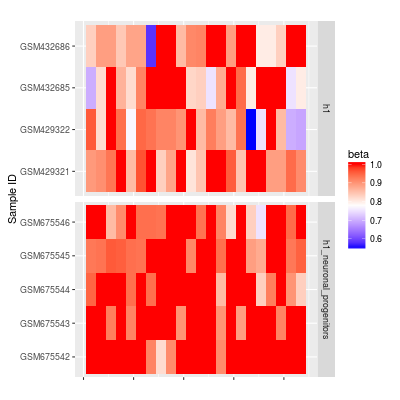 GSM432686
GSM432685
GSM429322
GSM429321
h1
GSM675546
GSM675545
GSM675544
GSM675543
GSM675542
h1_neuronal_progenitors
Sample ID
beta
1.0
0.9
0.8
0.7
0.6